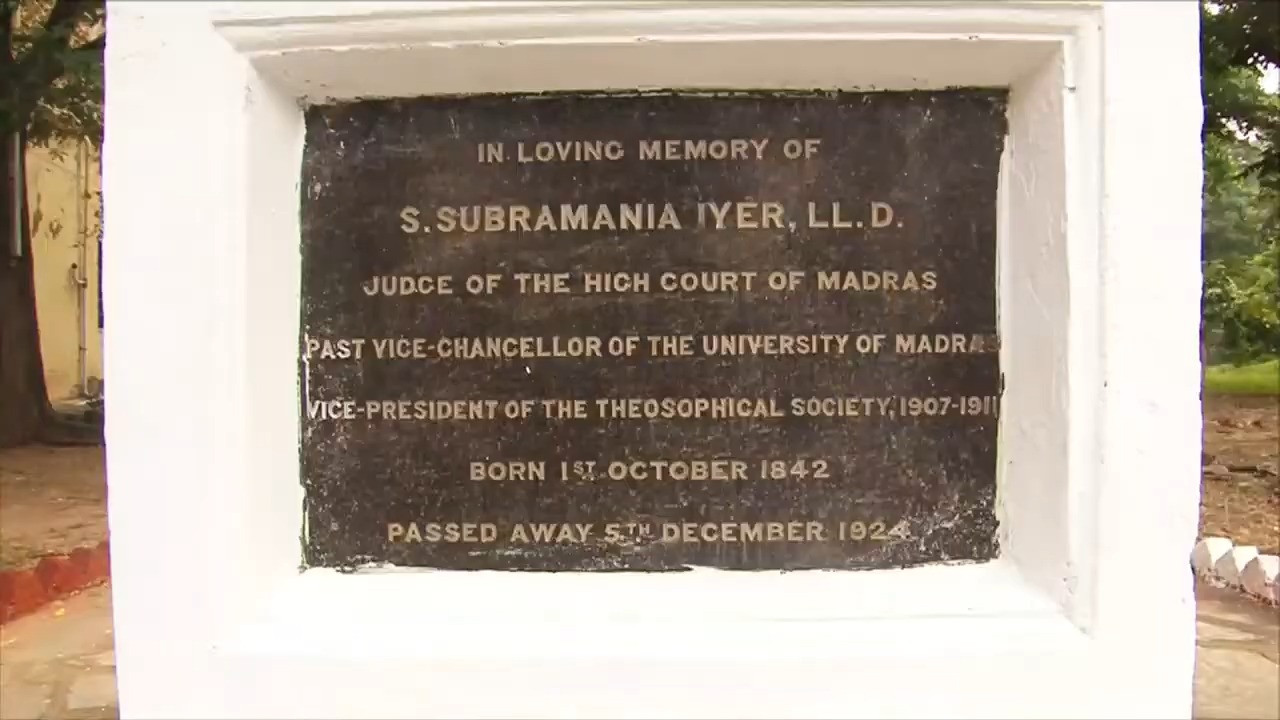 IN LOVING MEMORY OF
S. SUBRAMANIA IYER, LL.D.
JUDGE OF THE HIGH COURT OF MADRAS
PAST VICE-CHANCELLOR OF THE UNIVERSITY OF MADRAS
VICE-PRESIDENT OF THE THEOSOPHICAL SOCIETY, 1907-1911
BORN 1ST OCTOBER 1842
PASSED AWAY 5TH DECEMBER 1924